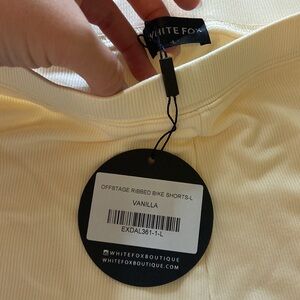 WHITE FOX
OFFSTAGE RIBBED BIKE SHORTS-L
VANILLA
EXDAL361-1-L
WHITEFOXBOUTIQUE
WHITEFOXBOUTIQUE.COM